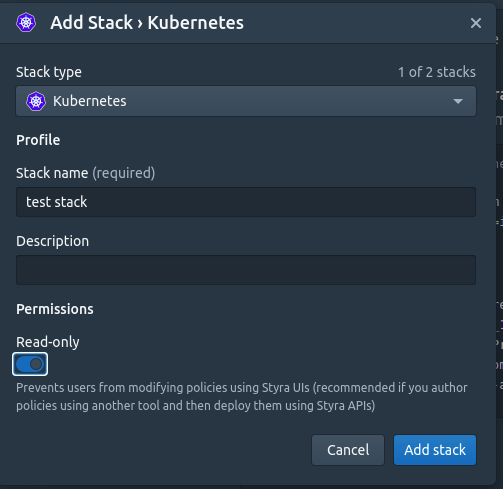 Add Stack › Kubernetes
Stack type
1 of 2 stacks
Kubernetes
Profile
Stack name (required)
test stack
Description
Permissions
Read-only
Prevents users from modifying policies using Styra UIs (recommended if you author
policies using another tool and then deploy them using Styra APIs)
Cancel
Add stack